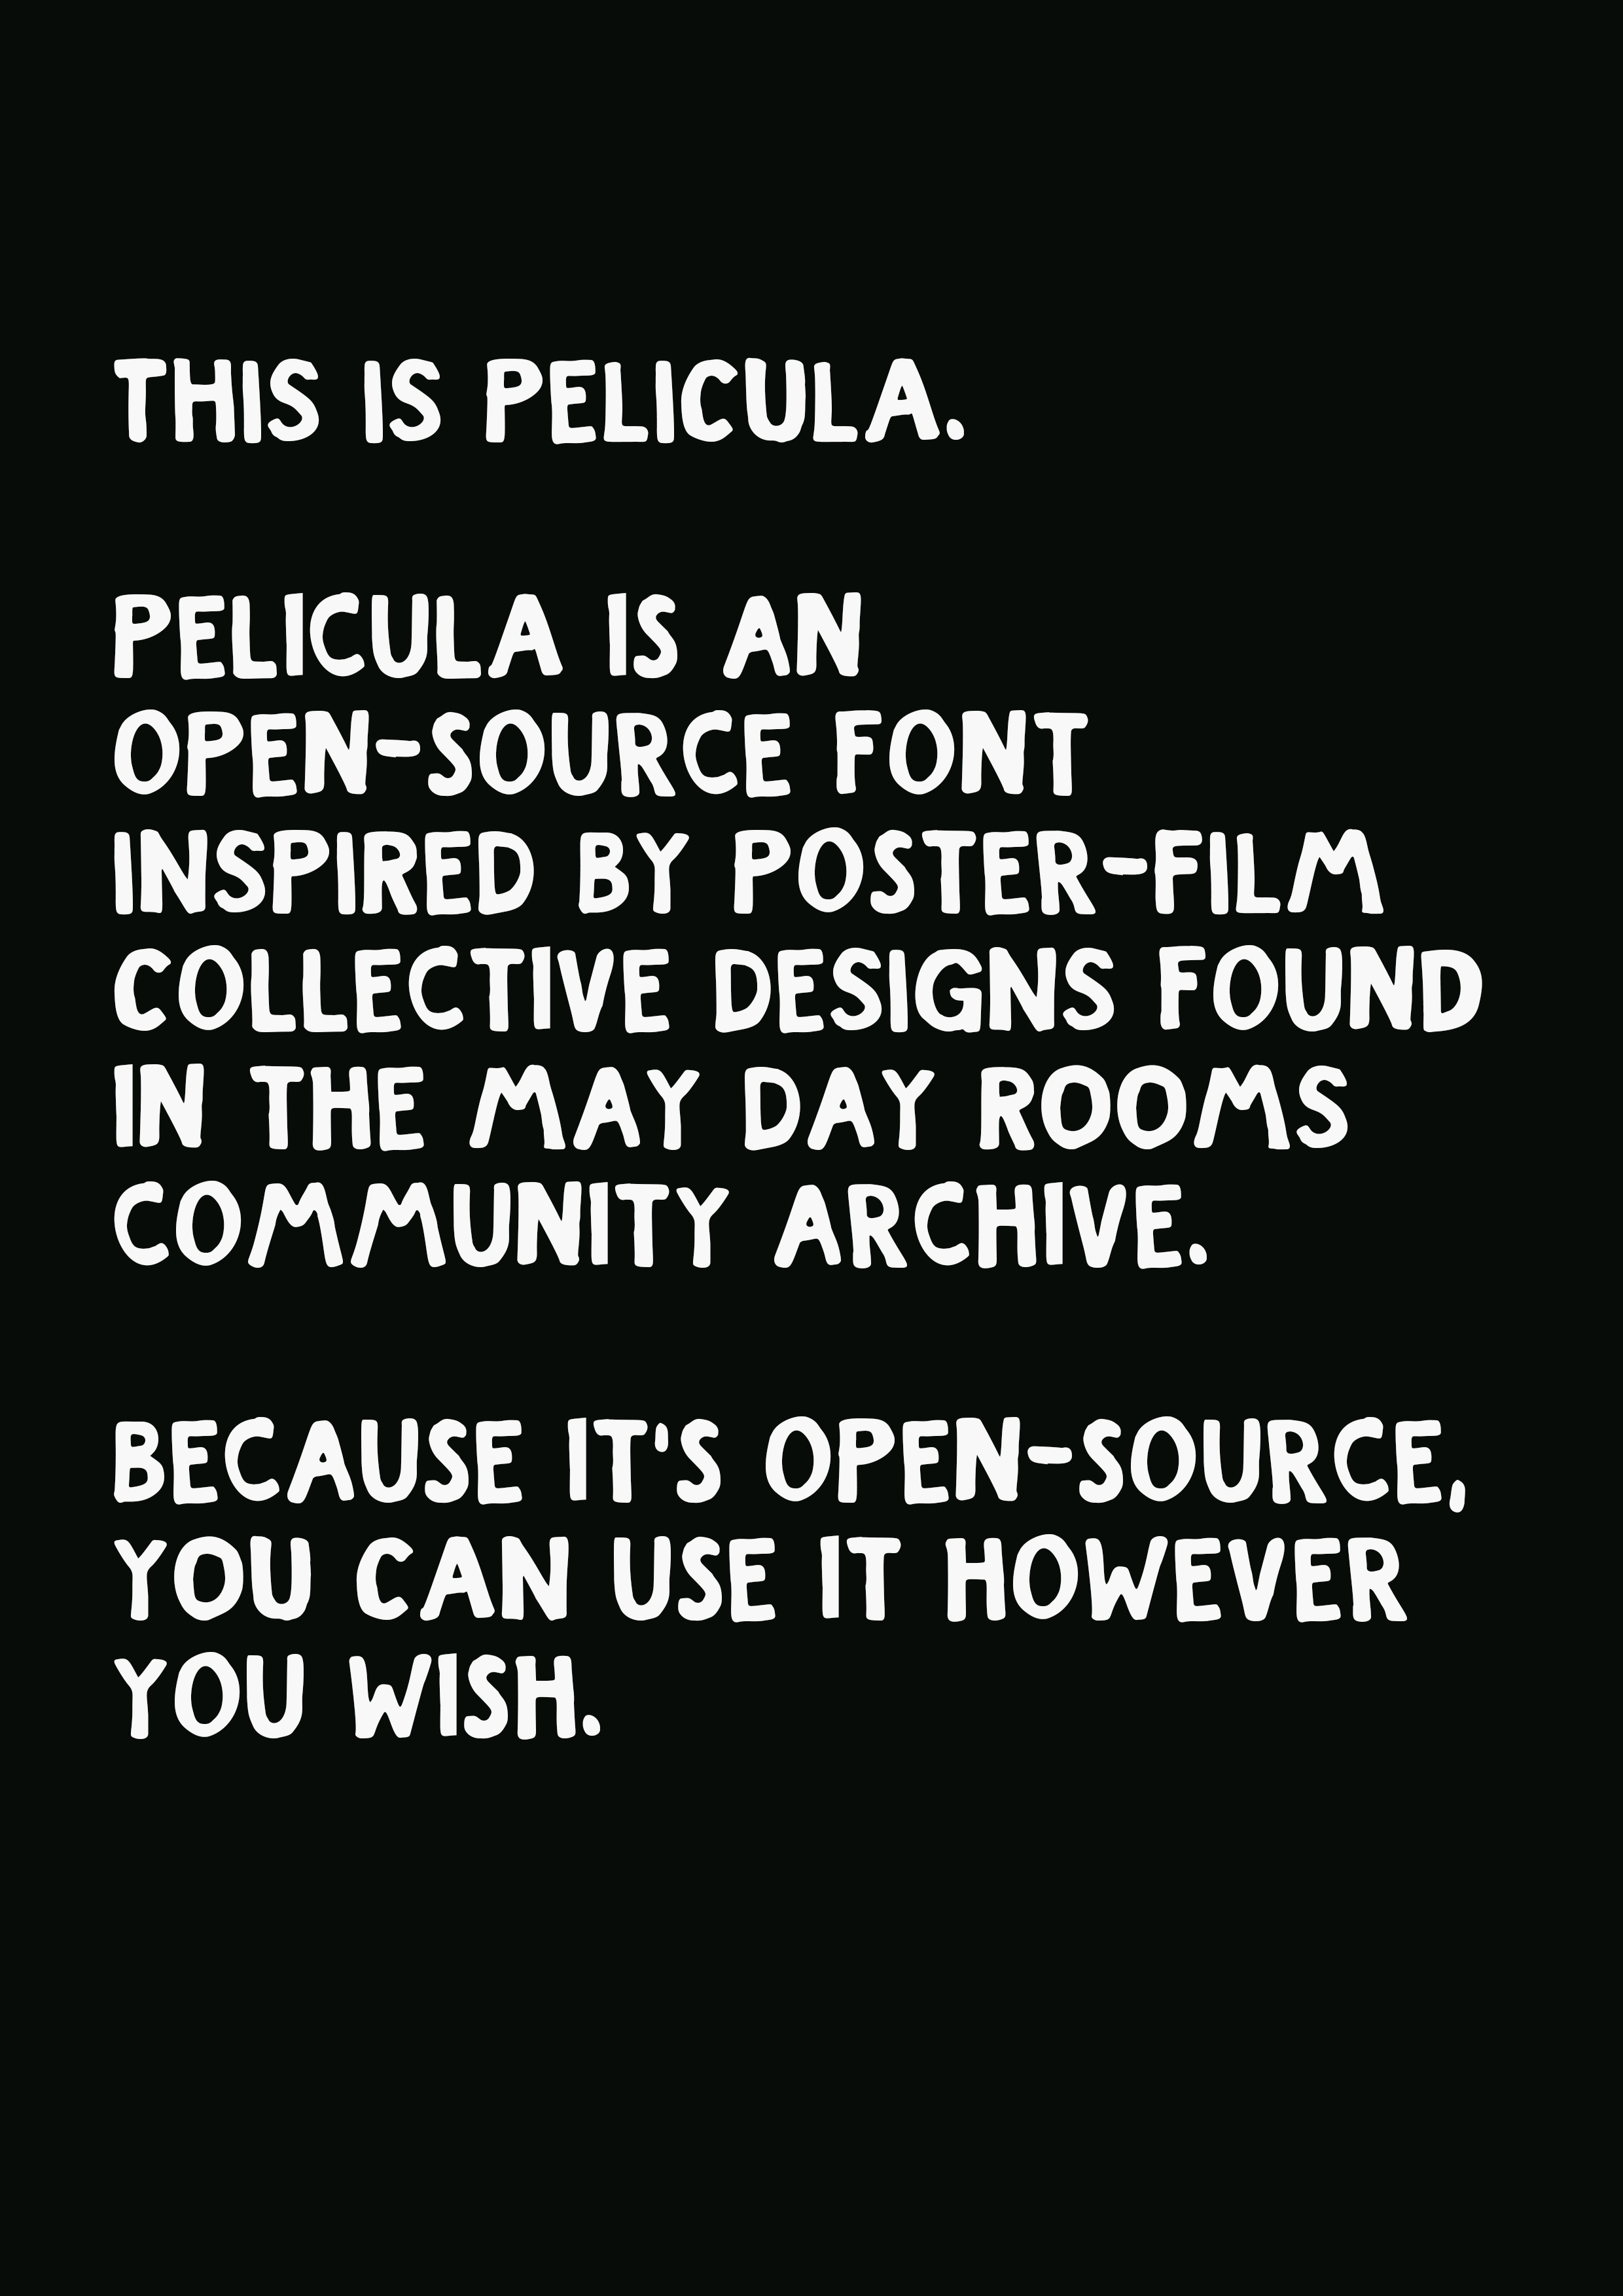 THIS IS PELICULA.
PELICULA IS AN
OPEN-SOURCE FONT
INSPIRED BY POSTER-FILM
COLLECTIVE DESIGNS FOUND
IN THE MAY DAY ROOMS
COMMUNITY ARCHIVE.
BECAUSE IT'S OPEN-SOURCE,
YOU CAN USE IT HOWEVER
YOU WISH.